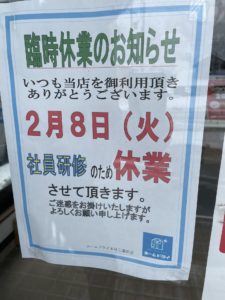 臨時休業のお知らせ
いつも当店を御利用頂き
ありがとうございます。
2月8日(火)
社員研修のため休業
させて頂きます。
ご迷惑をお掛けいたしますが
よろしくお願い申し上げます。